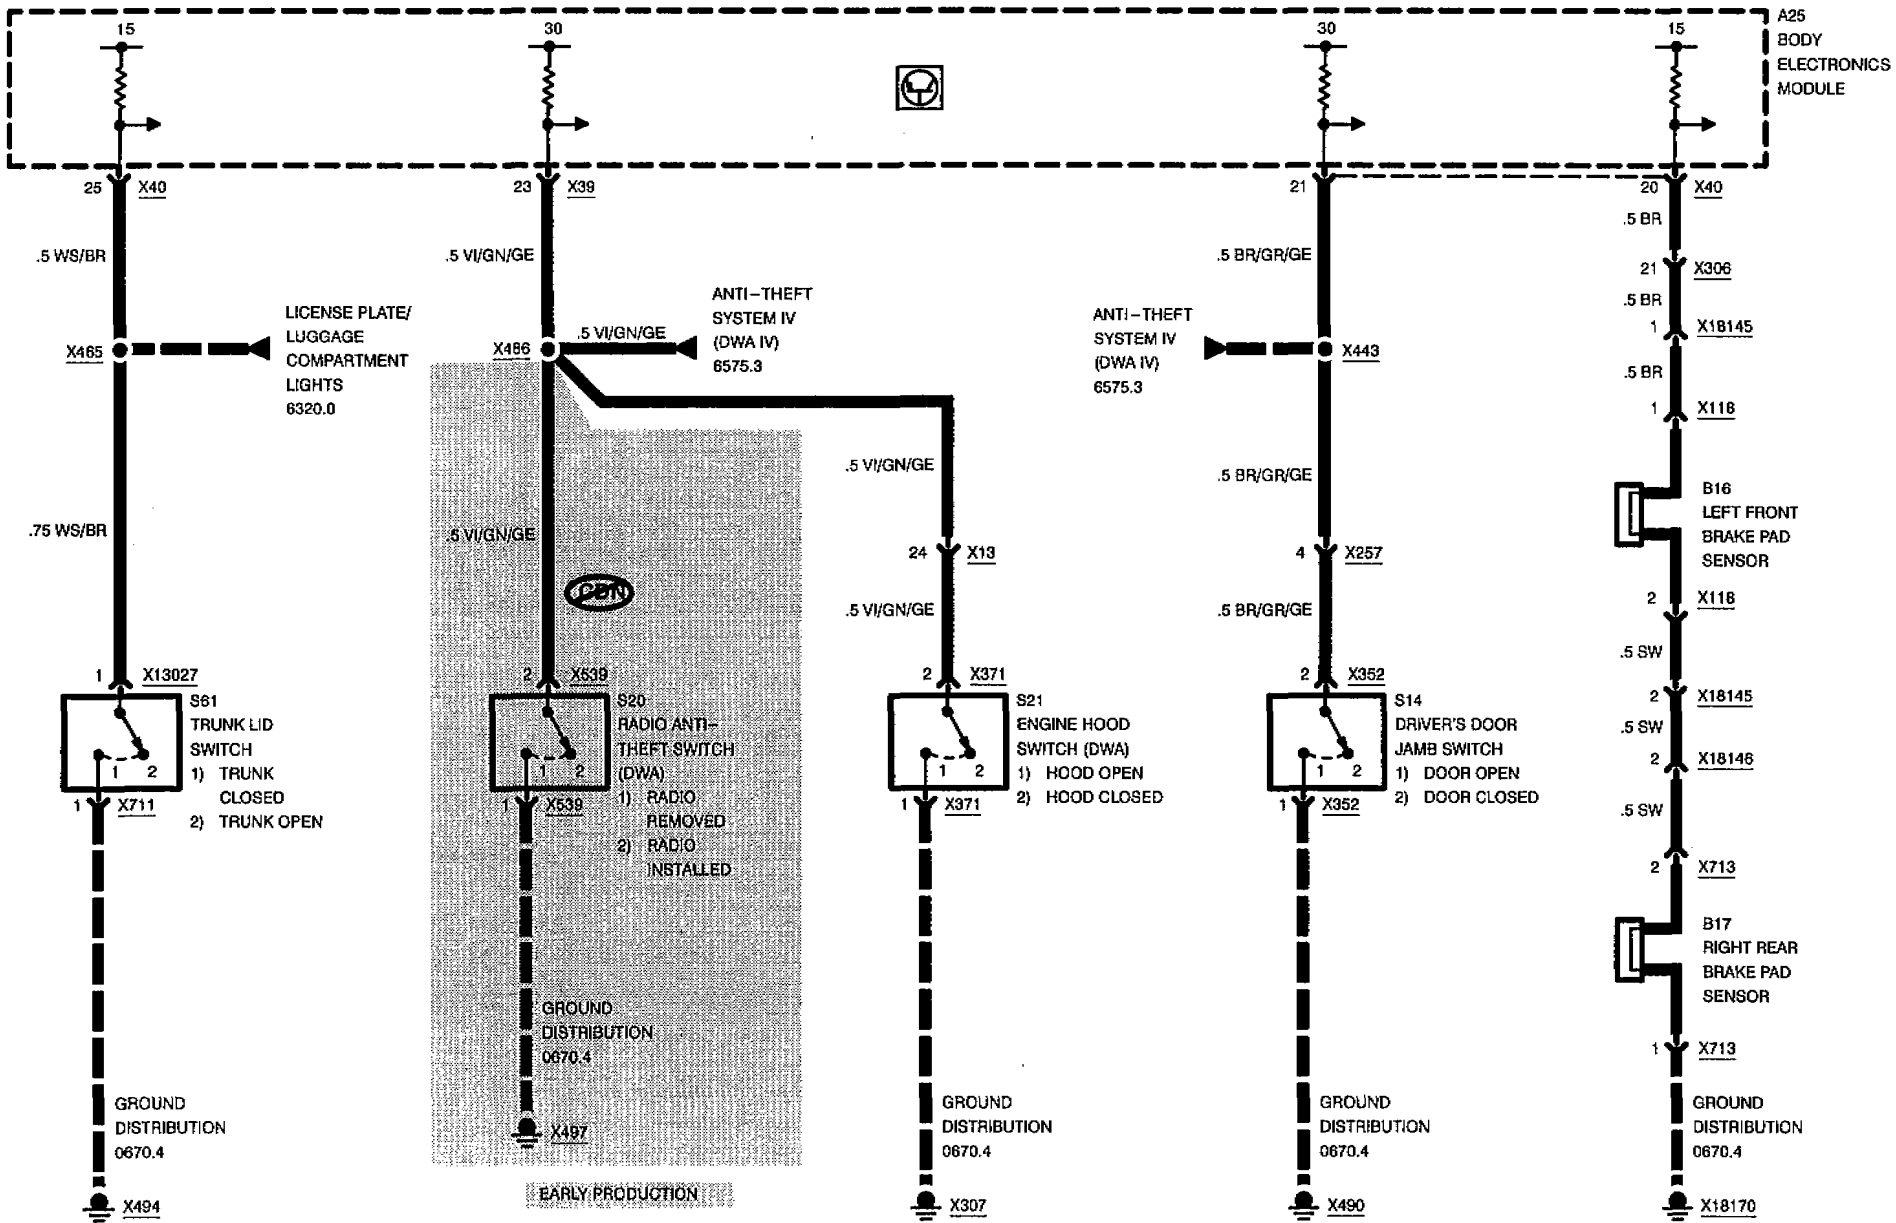 15
30
30
15
A25
BODY
ELECTRONICS
MODULE
25 X40
23 X39
21
20 X40
.5 WS/BR
.5 VI/GN/GE
.5 BR/GR/GE
.5 BR
21 X306
.5 BR
1 X18145
.5 BR
1 X118
X465
LICENSE PLATE/
LUGGAGE
COMPARTMENT
LIGHTS
6320.0
X486
.5 VI/GN/GE
ANTI-THEFT
SYSTEM IV
(DWA IV)
6575.3
ANTI-THEFT
SYSTEM IV
(DWA IV)
6575.3
X443
.75 WS/BR
.5 VI/GN/GE
CDN
.5 VI/GN/GE
24 X13
.5 VI/GN/GE
.5 BR/GR/GE
4 X257
.5 BR/GR/GE
B16
LEFT FRONT
BRAKE PAD
SENSOR
2 X118
.5 SW
2 X18145
.5 SW
2 X18146
.5 SW
2 X713
B17
RIGHT REAR
BRAKE PAD
SENSOR
1 X713
1 X13027
S61
TRUNK LID
SWITCH
1) TRUNK
CLOSED
2) TRUNK OPEN
1 2
1 X711
2 X539
S20
RADIO ANTI-
THEFT SWITCH
(DWA)
1) RADIO
REMOVED
2) RADIO
INSTALLED
1 2
1 X539
2 X371
S21
ENGINE HOOD
SWITCH (DWA)
1) HOOD OPEN
2) HOOD CLOSED
1 2
1 X371
2 X352
S14
DRIVER'S DOOR
JAMB SWITCH
1) DOOR OPEN
2) DOOR CLOSED
1 2
1 X352
GROUND
DISTRIBUTION
0670.4
X494
GROUND
DISTRIBUTION
0670.4
X497
EARLY PRODUCTION
GROUND
DISTRIBUTION
0670.4
X307
GROUND
DISTRIBUTION
0670.4
X490
GROUND
DISTRIBUTION
0670.4
X18170